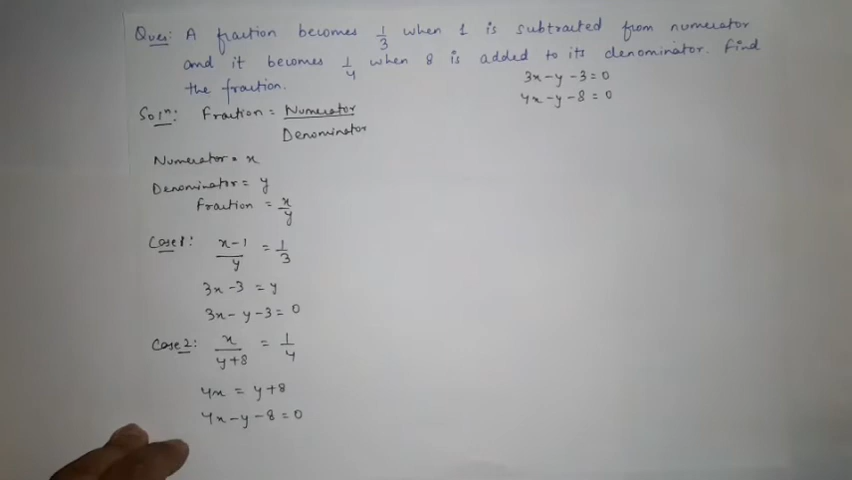 Ques: A fraction becomes 1/3 when 1 is subtracted from numerator
and it becomes 1/4 when 8 is added to its denominator. Find
the fraction.
3x-y-3=0
4x-y-8=0
Solⁿ: Fraction = Numerator/Denominator
Numerator = x
Denominator = y
Fraction = x/y
Case 1: (x-1)/y = 1/3
3x-3 = y
3x-y-3=0
Case 2: x/(y+8) = 1/4
4x = y+8
4x-y-8=0